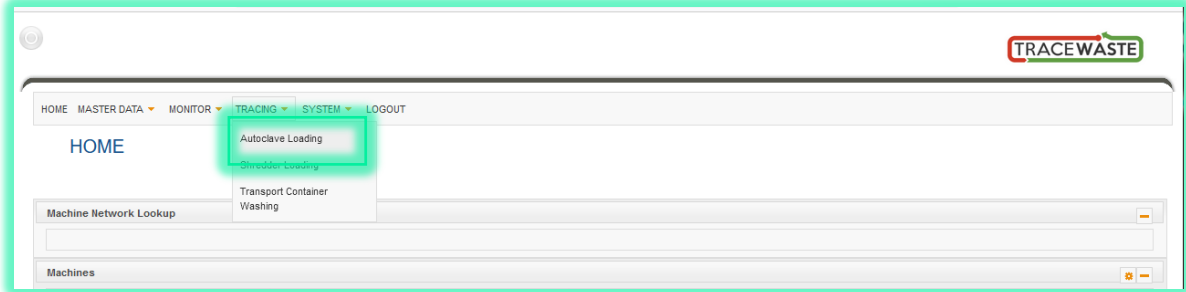 TRACEWASTE
HOME MASTER DATA MONITOR TRACING SYSTEM LOGOUT
HOME
Autoclave Loading
Shredder Loading
Transport Container
Washing
Machine Network Lookup
Machines